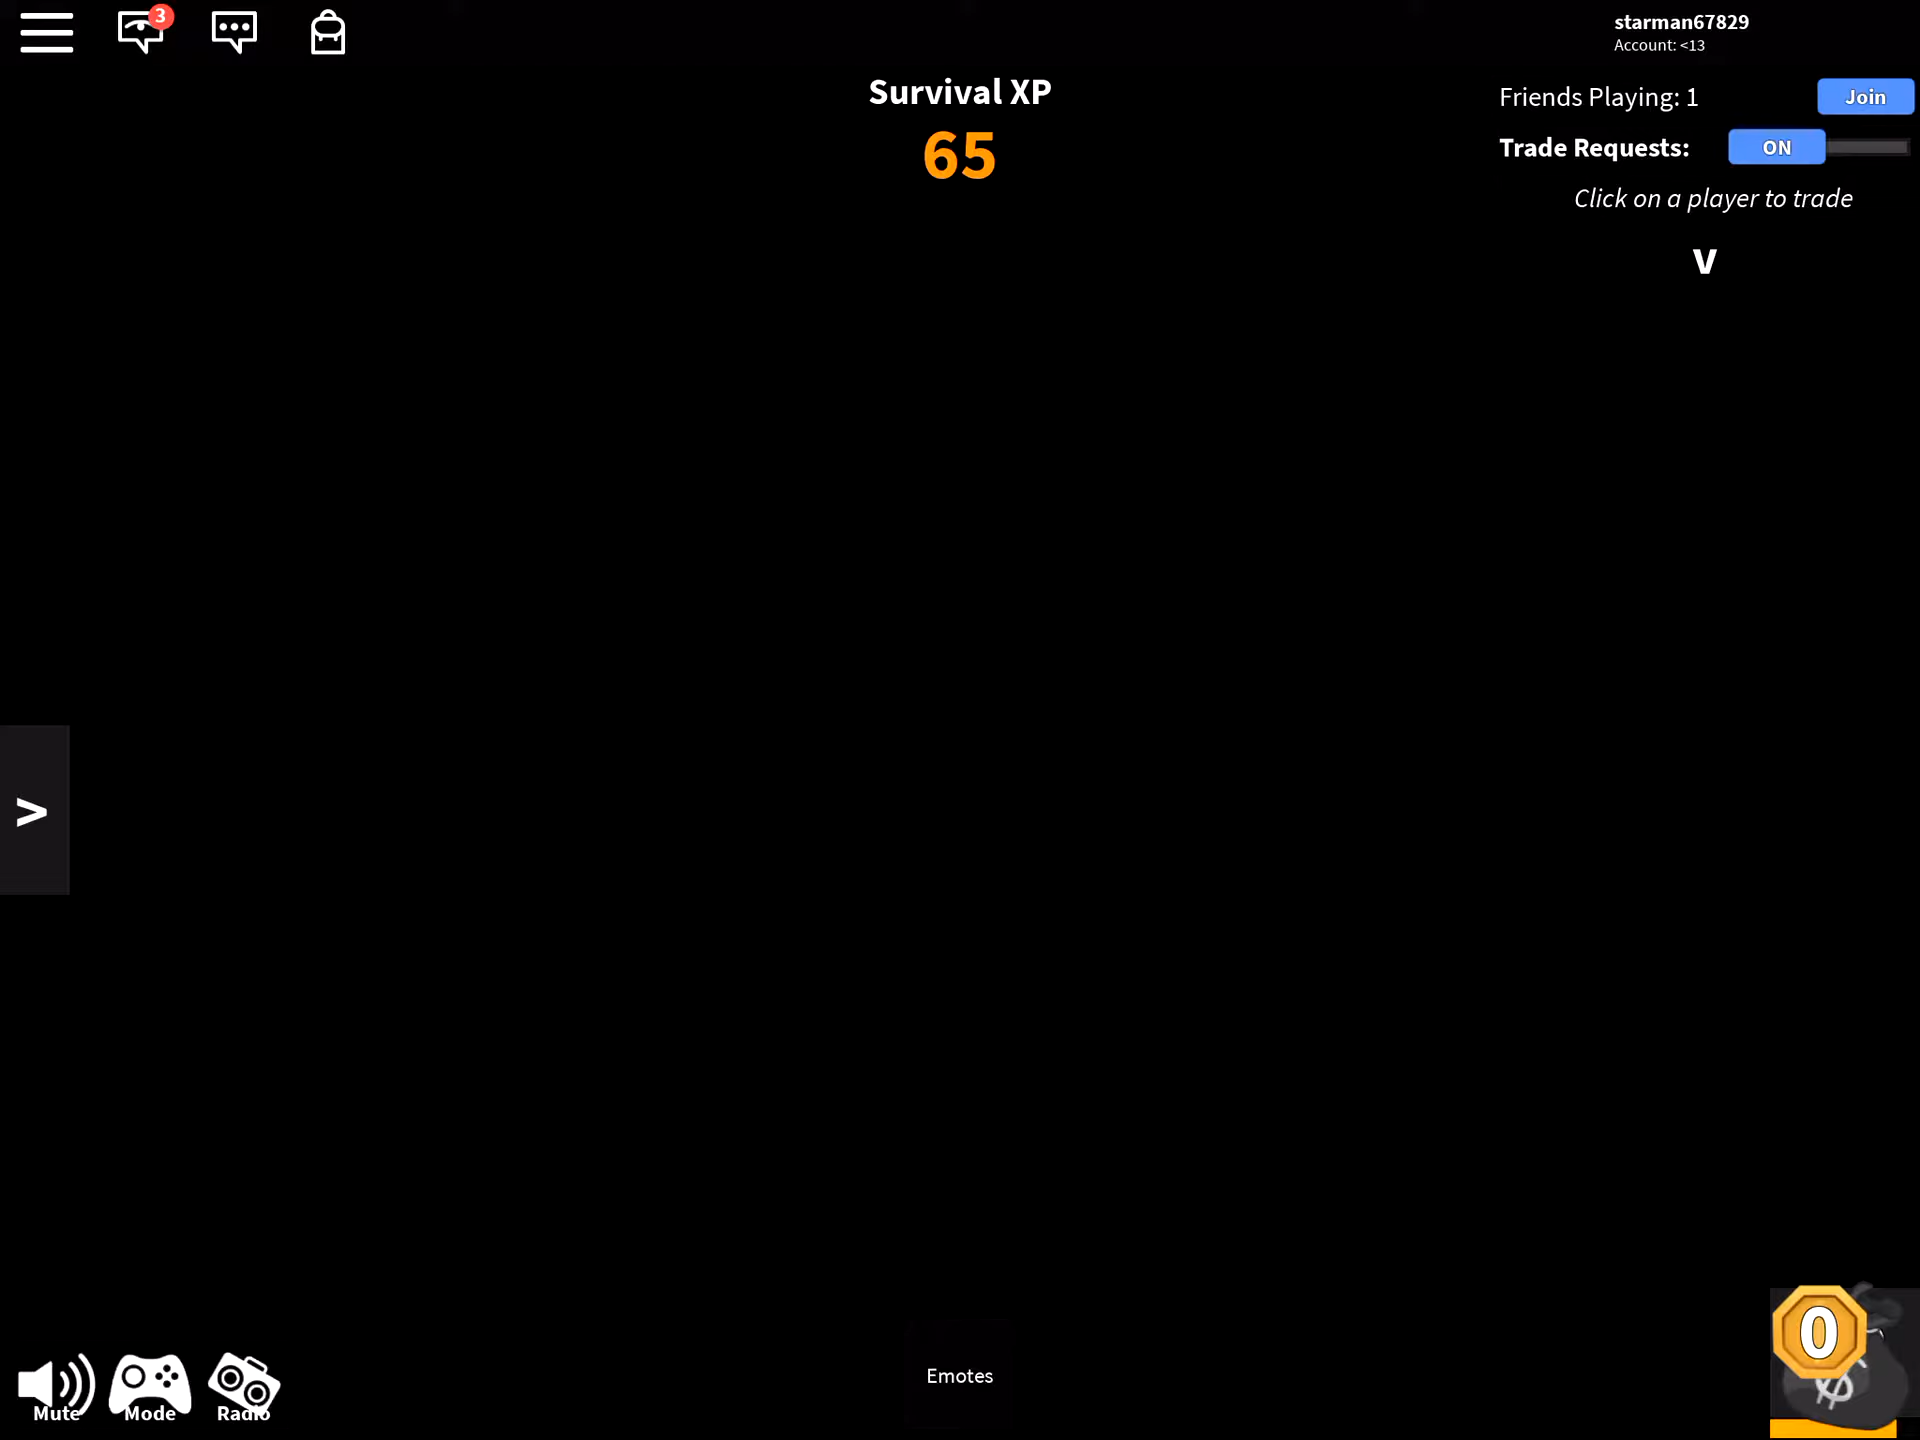 3
starman67829
Account: <13
Survival XP
65
Friends Playing: 1
Join
Trade Requests:
ON
Click on a player to trade
v
>
Mute
Mode
Radio
Emotes
0
$